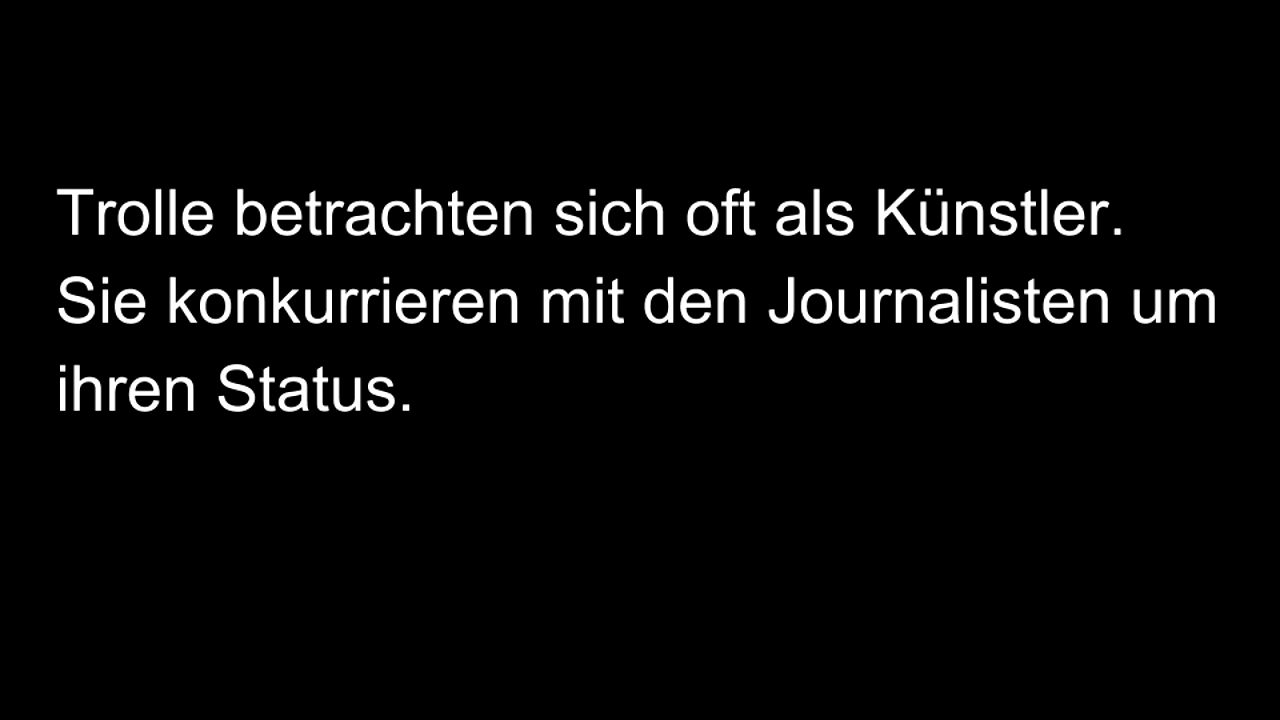 Trolle betrachten sich oft als Künstler.
Sie konkurrieren mit den Journalisten um
ihren Status.